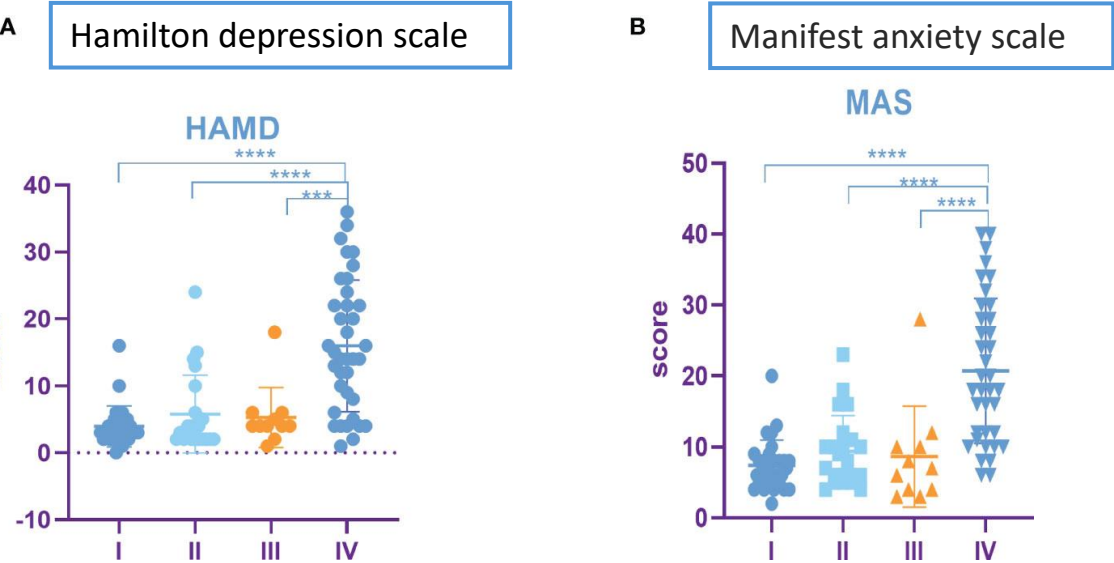 A
Hamilton depression scale
HAMD
****
****
***
40
30
20
10
0
-10
I II III IV
B
Manifest anxiety scale
MAS
****
****
****
score
50
40
30
20
10
0
I II III IV